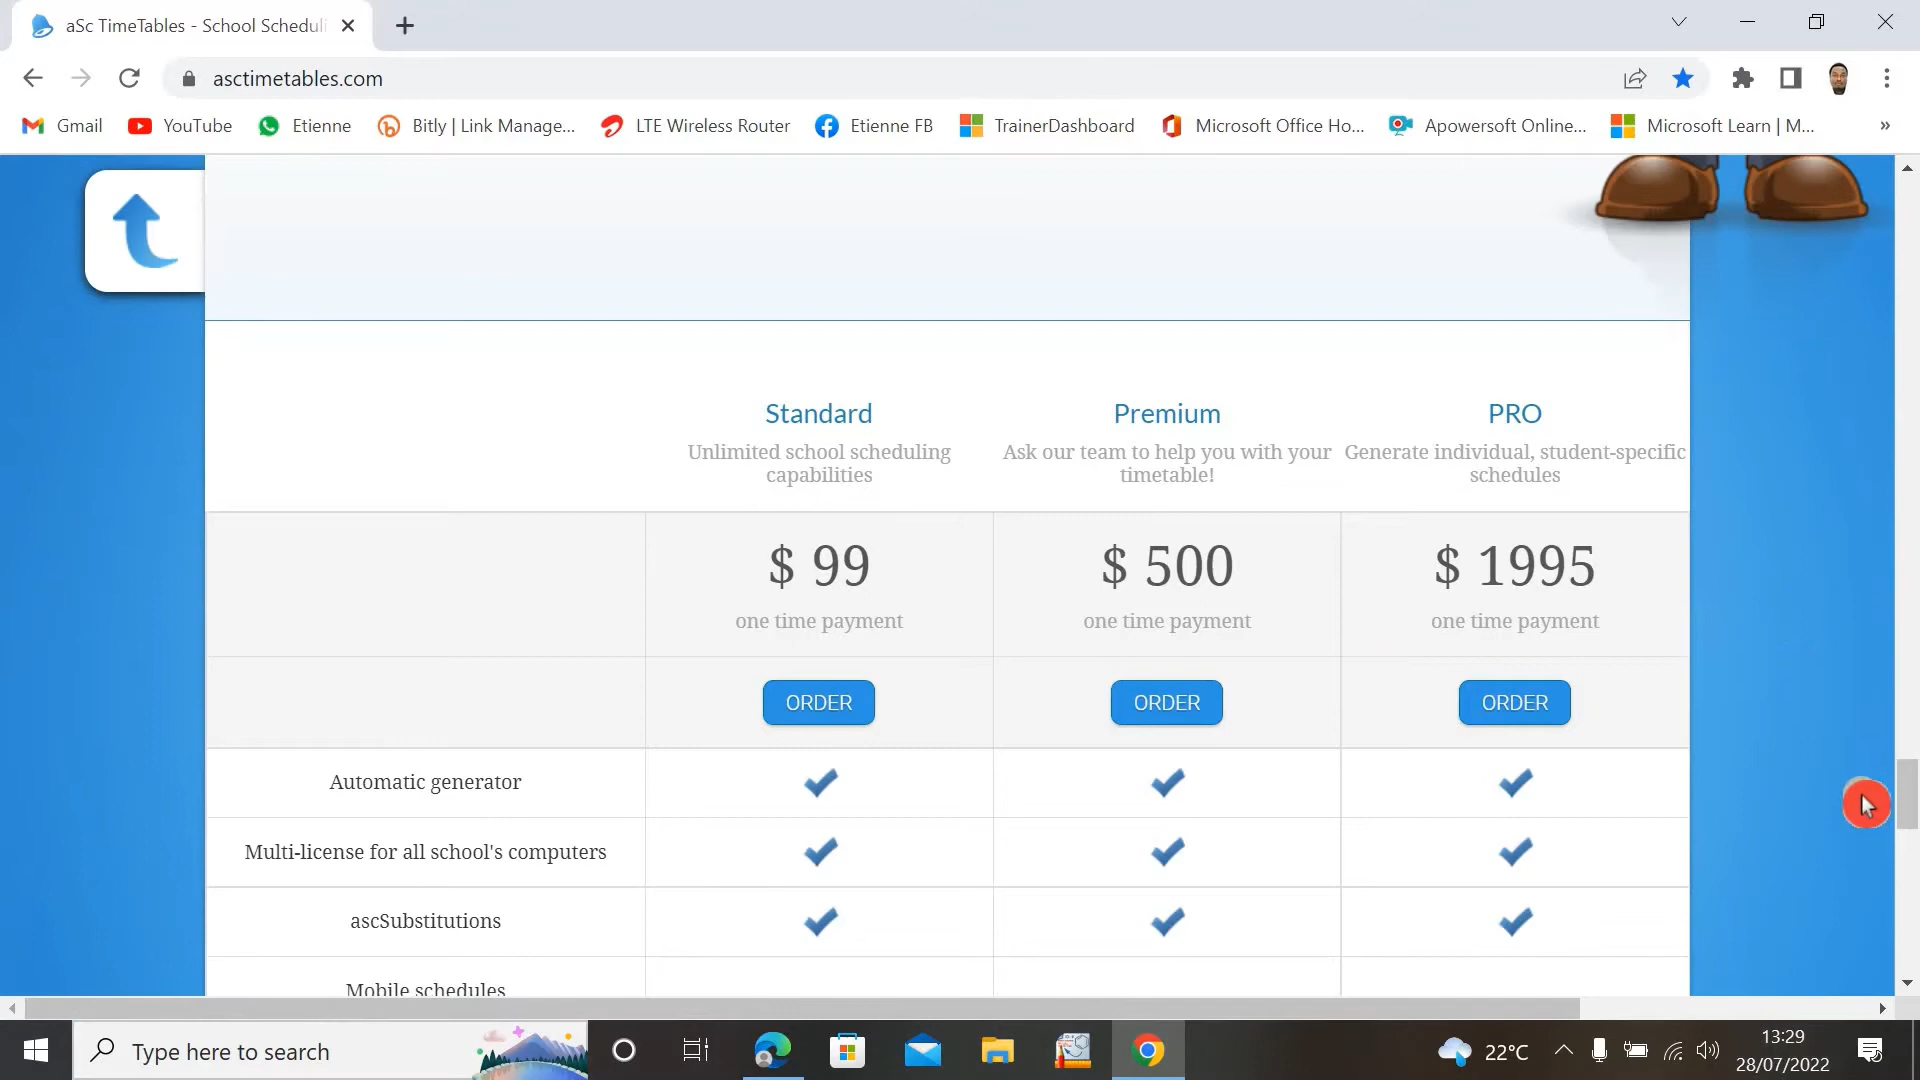 aSc TimeTables - School Schedul
asctimetables.com
Gmail YouTube Etienne Bitly | Link Manage... LTE Wireless Router Etienne FB TrainerDashboard Microsoft Office Ho... Apowersoft Online... Microsoft Learn | M... »
Standard Premium PRO
Unlimited school scheduling capabilities
Ask our team to help you with your timetable!
Generate individual, student-specific schedules
$ 99 $ 500 $ 1995
one time payment one time payment one time payment
ORDER ORDER ORDER
Automatic generator
Multi-license for all school's computers
ascSubstitutions
Mobile schedules
Type here to search
22°C
13:29
28/07/2022